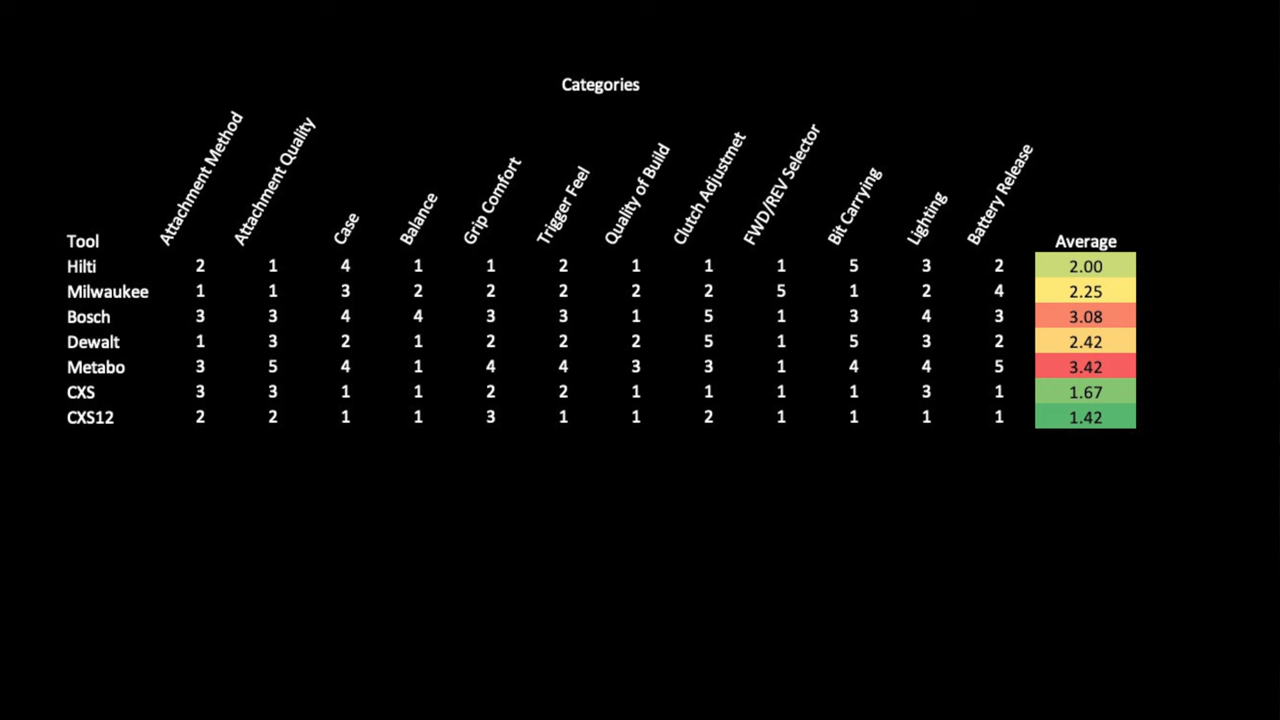 Categories
Tool Attachment Method Attachment Quality Case Balance Grip Comfort Trigger Feel Quality of Build Clutch Adjustmet FWD/REV Selector Bit Carrying Lighting Battery Release Average
Hilti 2 1 4 1 1 2 1 1 1 5 3 2 2.00
Milwaukee 1 1 3 2 2 2 2 2 5 1 2 4 2.25
Bosch 3 3 4 4 3 3 1 5 1 3 4 3 3.08
Dewalt 1 3 2 1 2 2 2 5 1 5 3 2 2.42
Metabo 3 5 4 1 4 4 3 3 1 4 4 5 3.42
CXS 3 3 1 1 2 2 1 1 1 1 3 1 1.67
CXS12 2 2 1 1 3 1 1 2 1 1 1 1 1.42